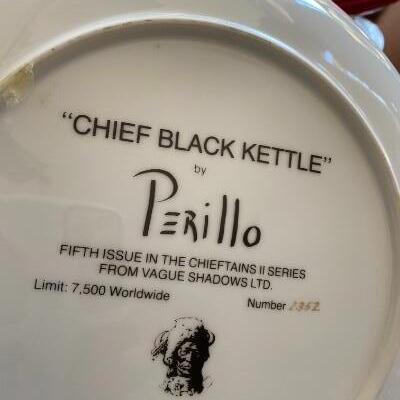 "CHIEF BLACK KETTLE"
by
Perillo
FIFTH ISSUE IN THE CHIEFTAINS II SERIES
FROM VAGUE SHADOWS LTD.
Limit: 7,500 Worldwide
Number 1352